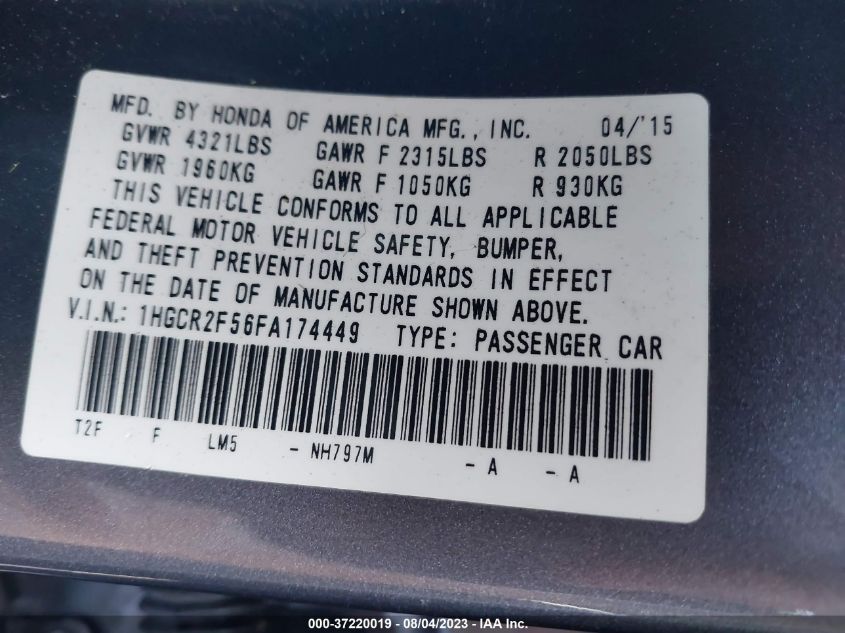 MFD. BY HONDA OF AMERICA MFG., INC. 04/'15
GVWR 4321LBS GAWR F 2315LBS R 2050LBS
GVWR 1960KG GAWR F 1050KG R 930KG
THIS VEHICLE CONFORMS TO ALL APPLICABLE
FEDERAL MOTOR VEHICLE SAFETY, BUMPER,
AND THEFT PREVENTION STANDARDS IN EFFECT
ON THE DATE OF MANUFACTURE SHOWN ABOVE.
V.I.N.: 1HGCR2F56FA174449 TYPE: PASSENGER CAR
T2F F LM5 - NH797M - A - A
000-37220019 - 08/04/2023 - IAA Inc.